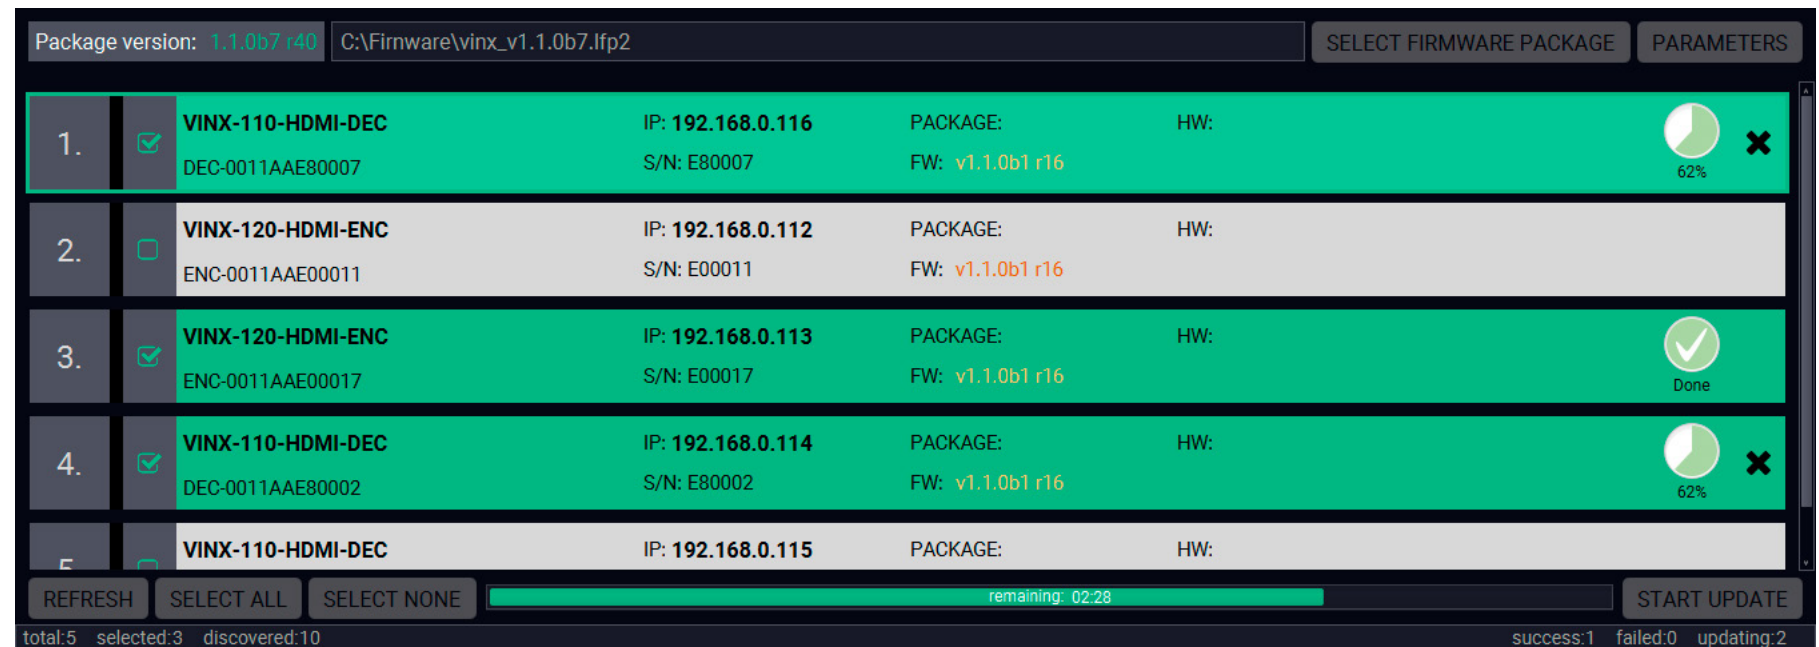 Package version: 1.1.0b7 r40 C:\Firnware\vinx_v1.1.0b7.lfp2 SELECT FIRMWARE PACKAGE PARAMETERS
1. VINX-110-HDMI-DEC IP: 192.168.0.116 PACKAGE: HW:
DEC-0011AAE80007 S/N: E80007 FW: v1.1.0b1 r16 62%
2. VINX-120-HDMI-ENC IP: 192.168.0.112 PACKAGE: HW:
ENC-0011AAE00011 S/N: E00011 FW: v1.1.0b1 r16
3. VINX-120-HDMI-ENC IP: 192.168.0.113 PACKAGE: HW:
ENC-0011AAE00017 S/N: E00017 FW: v1.1.0b1 r16 Done
4. VINX-110-HDMI-DEC IP: 192.168.0.114 PACKAGE: HW:
DEC-0011AAE80002 S/N: E80002 FW: v1.1.0b1 r16 62%
5 VINX-110-HDMI-DEC IP: 192.168.0.115 PACKAGE: HW:
REFRESH SELECT ALL SELECT NONE remaining: 02:28 START UPDATE
total:5 selected:3 discovered:10 success:1 failed:0 updating:2